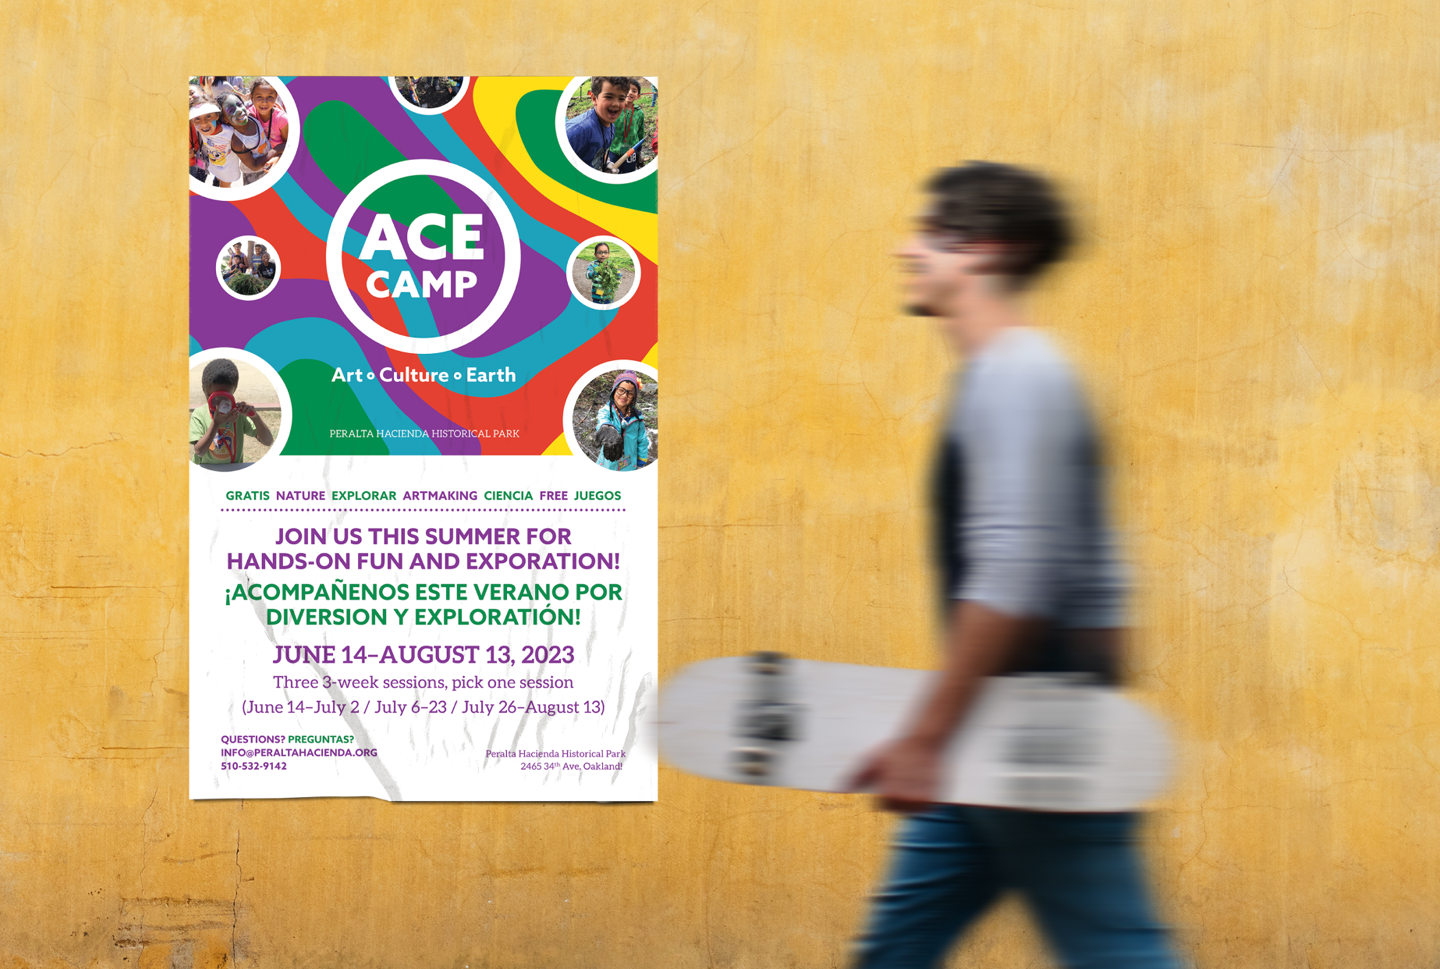 ACE
CAMP
Art ∘ Culture ∘ Earth
PERALTA HACIENDA HISTORICAL PARK
GRATIS NATURE EXPLORAR ARTMAKING CIENCIA FREE JUEGOS
JOIN US THIS SUMMER FOR
HANDS-ON FUN AND EXPORATION!
¡ACOMPAÑENOS ESTE VERANO POR
DIVERSION Y EXPLORATIÓN!
JUNE 14–AUGUST 13, 2023
Three 3-week sessions, pick one session
(June 14–July 2 / July 6–23 / July 26–August 13)
QUESTIONS? PREGUNTAS?
INFO@PERALTAHACIENDA.ORG
510-532-9142
Peralta Hacienda Historical Park
2465 34th Ave, Oakland!